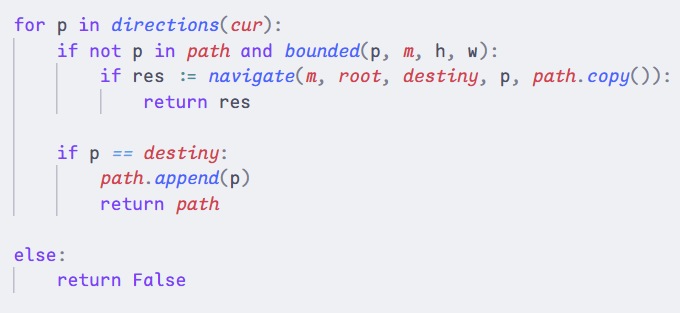 for p in directions(cur):
    if not p in path and bounded(p, m, h, w):
        if res := navigate(m, root, destiny, p, path.copy()):
            return res

    if p == destiny:
        path.append(p)
        return path

else:
    return False